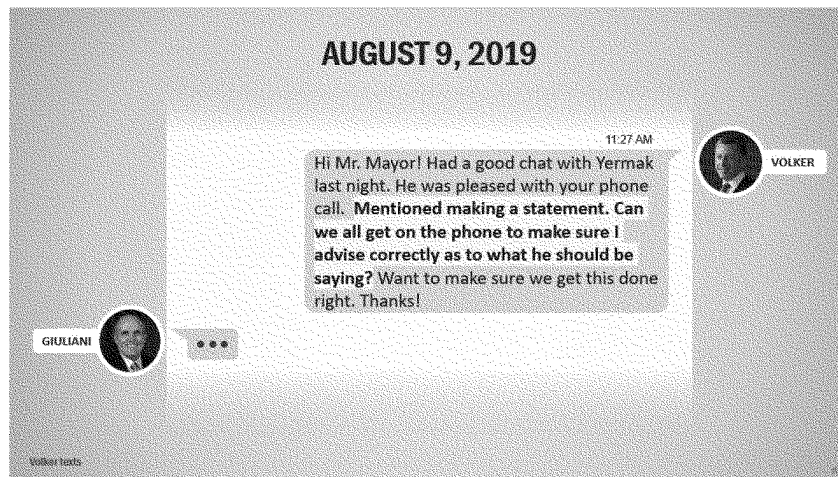 AUGUST 9, 2019
11:27 AM
VOLKER
Hi Mr. Mayor! Had a good chat with Yermak
last night. He was pleased with your phone
call. Mentioned making a statement. Can
we all get on the phone to make sure I
advise correctly as to what he should be
saying? Want to make sure we get this done
right. Thanks!
GIULIANI
•••
Volker texts